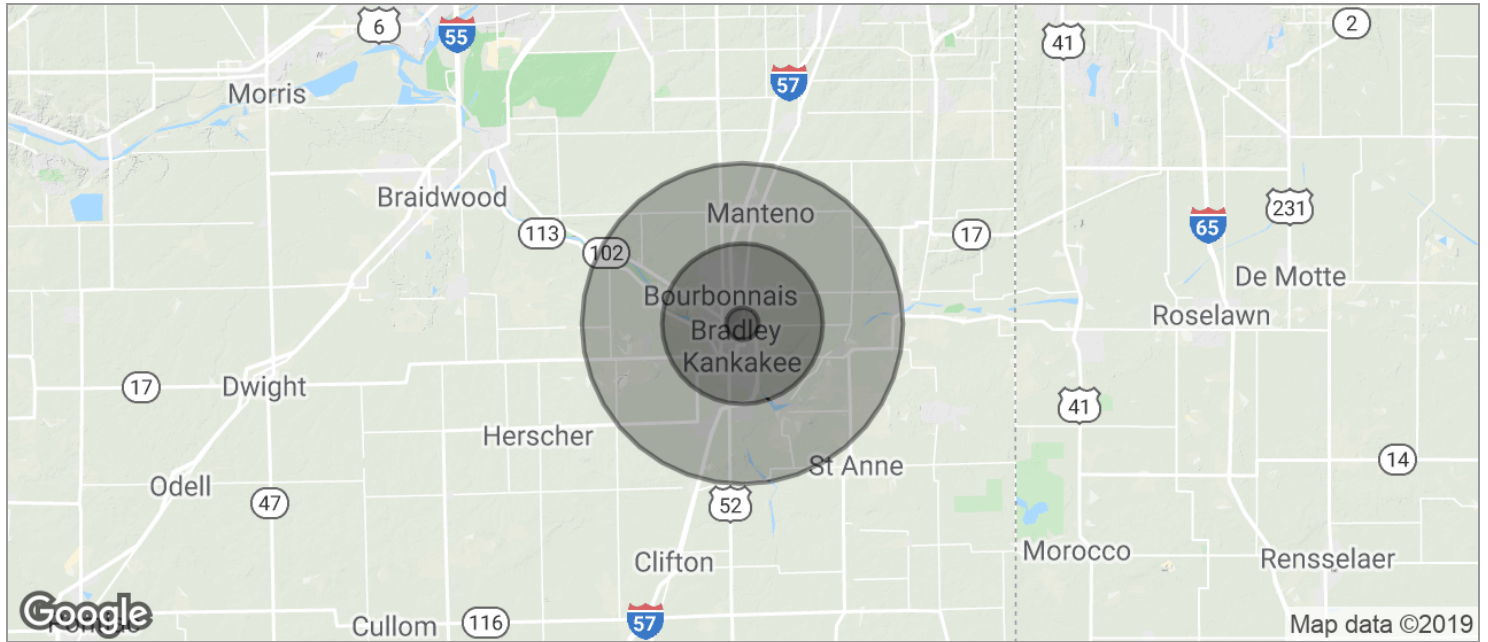 6
55
41
2
57
Morris
Braidwood
Manteno
231
113
17
65
102
De Motte
Bourbonnais
Roselawn
Bradley
Kankakee
17
Dwight
41
Herscher
14
St Anne
Odell
47
52
Morocco
Clifton
Rensselaer
Google
Pontiac
Cullom
116
57
Map data ©2019